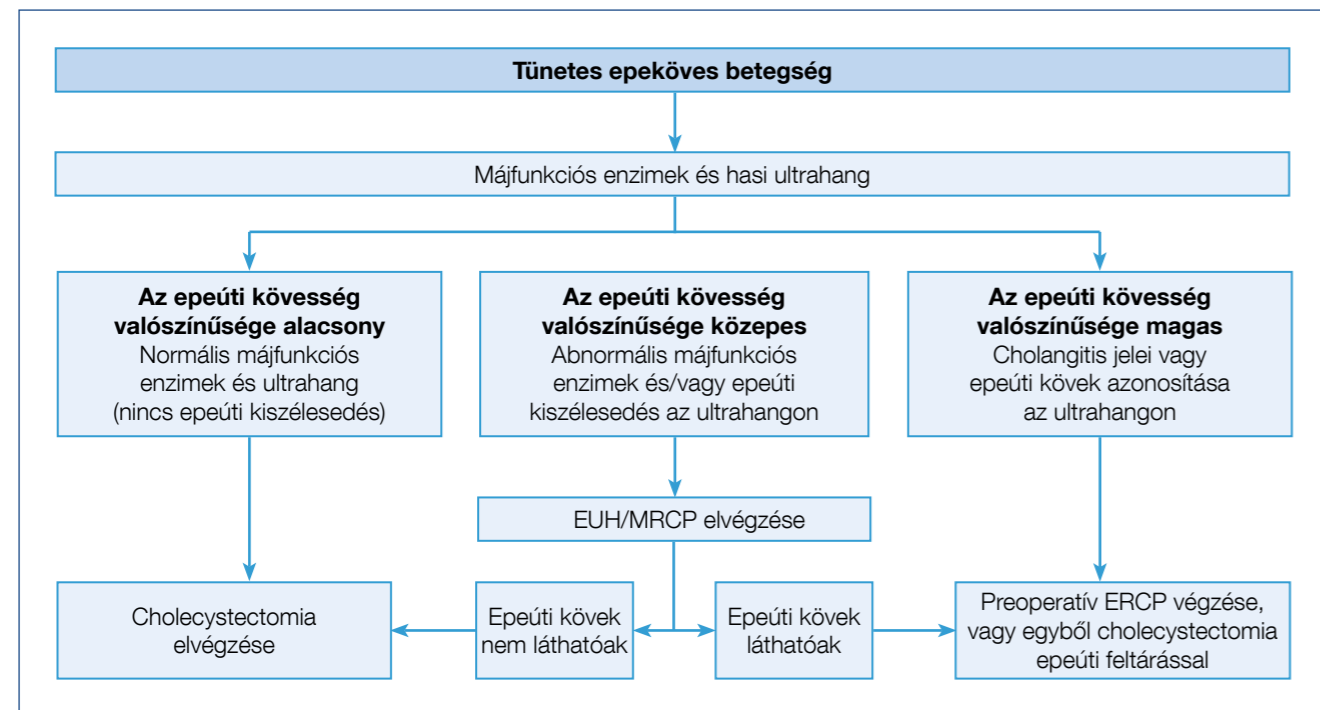 Tünetes epeköves betegség
Májfunkciós enzimek és hasi ultrahang
Az epeúti kövesség
valószínűsége alacsony
Normális májfunkciós
enzimek és ultrahang
(nincs epeúti kiszélesedés)
Az epeúti kövesség
valószínűsége közepes
Abnormális májfunkciós
enzimek és/vagy epeúti
kiszélesedés az ultrahangon
Az epeúti kövesség
valószínűsége magas
Cholangitis jelei vagy
epeúti kövek azonosítása
az ultrahangon
EUH/MRCP elvégzése
Cholecystectomia
elvégzése
Epeúti kövek
nem láthatóak
Epeúti kövek
láthatóak
Preoperatív ERCP végzése,
vagy egyből cholecystectomia
epeúti feltárással